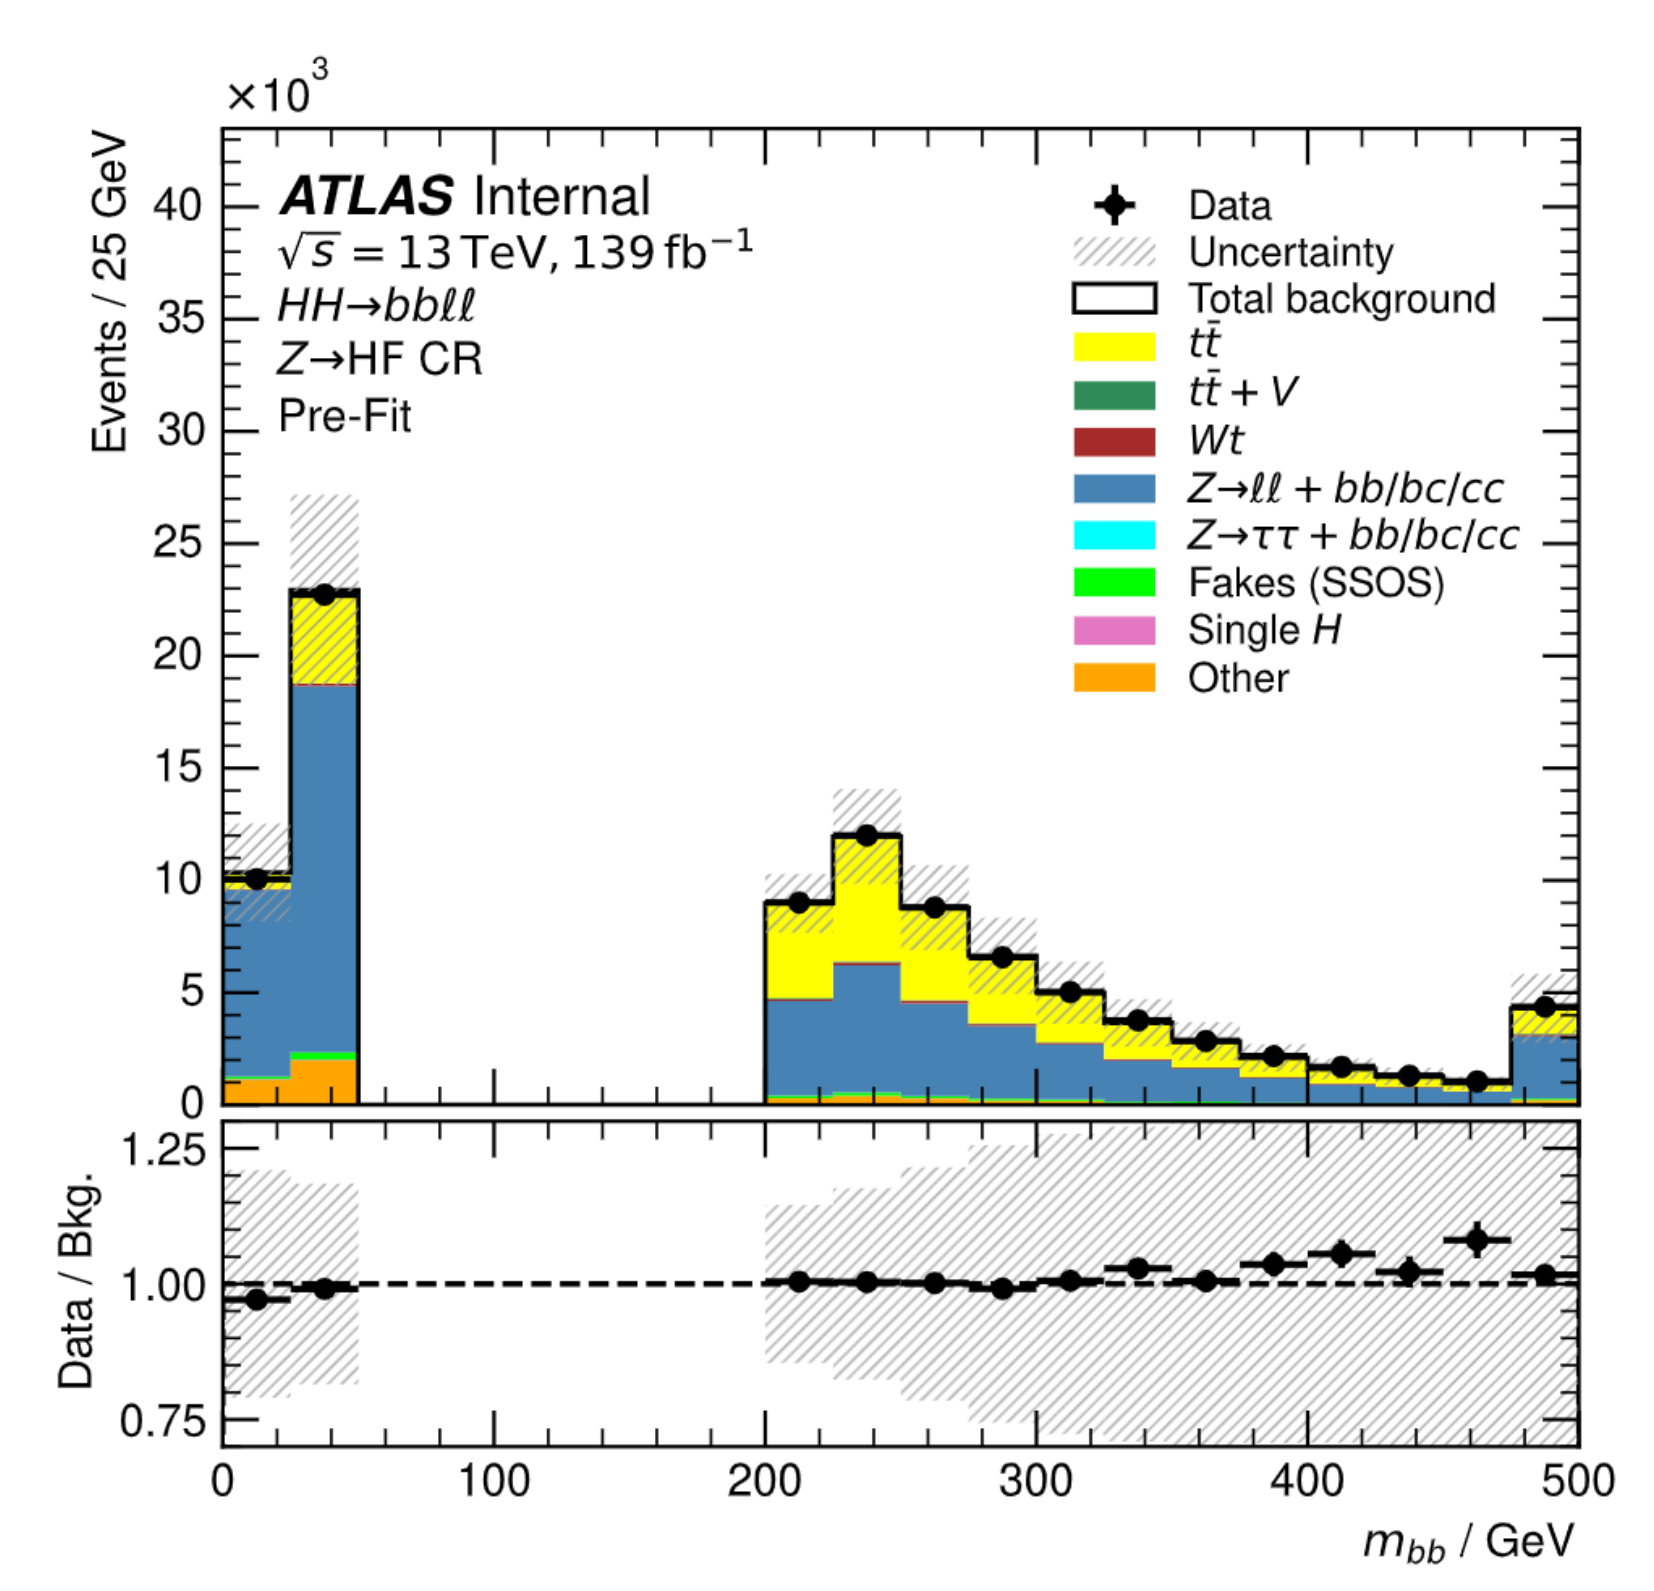 ×10³
Events / 25 GeV
40
35
30
25
20
15
10
5
0
ATLAS Internal
√s = 13 TeV, 139 fb⁻¹
HH→bbℓℓ
Z→HF CR
Pre-Fit
Data
Uncertainty
Total background
tt̄
tt̄ + V
Wt
Z→ℓℓ + bb/bc/cc
Z→ττ + bb/bc/cc
Fakes (SSOS)
Single H
Other
Data / Bkg.
1.25
1.00
0.75
0 100 200 300 400 500
m_bb / GeV